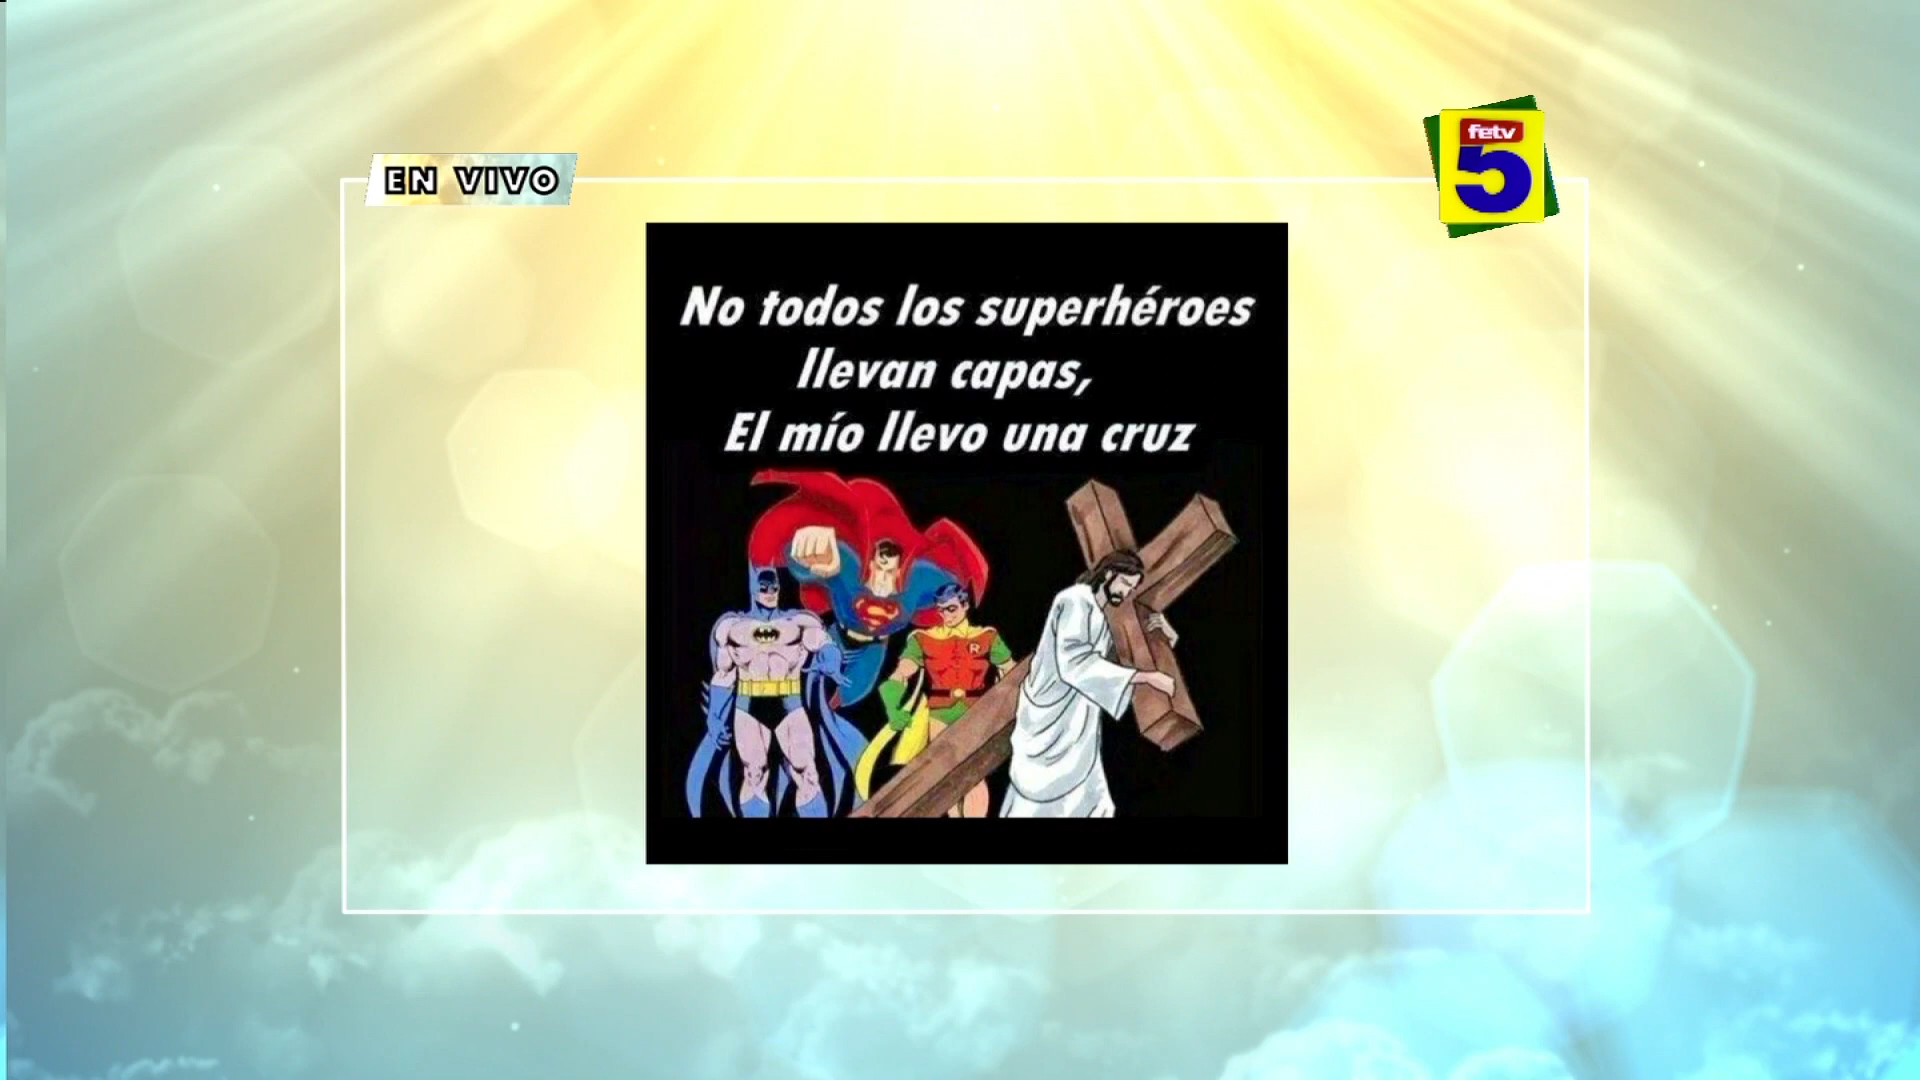 EN VIVO
fetv
5
No todos los superhéroes
llevan capas,
El mío llevo una cruz
R